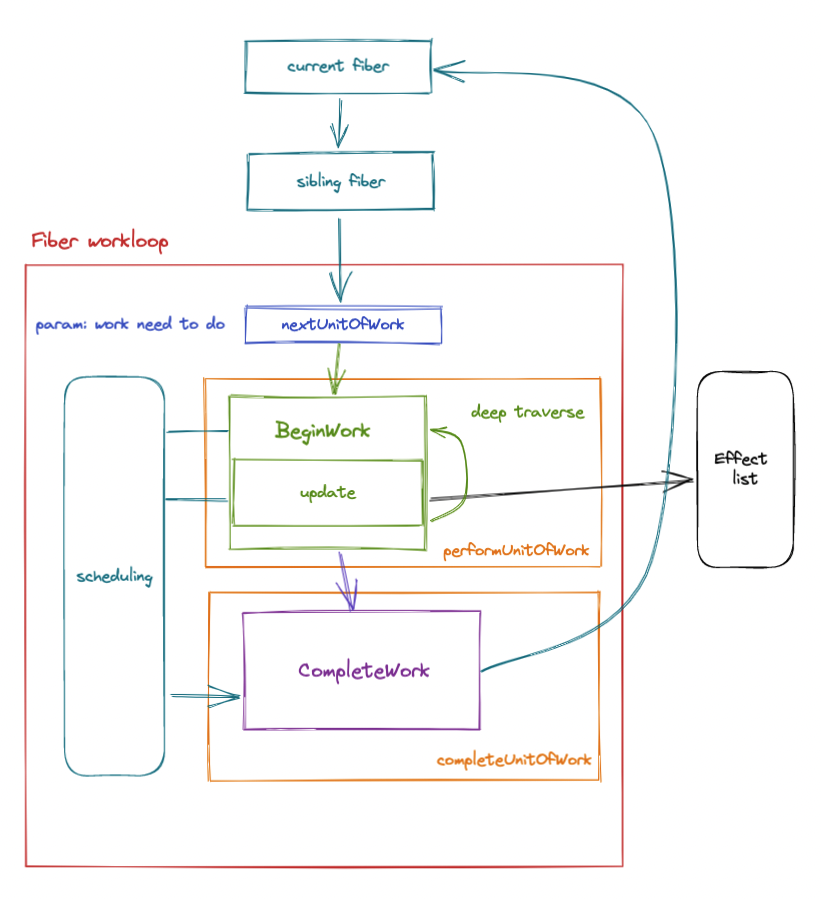 current fiber
sibling fiber
Fiber workloop
param: work need to do
nextUnitOfWork
deep traverse
BeginWork
Effect
list
update
performUnitOfWork
scheduling
CompleteWork
completeUnitOfWork